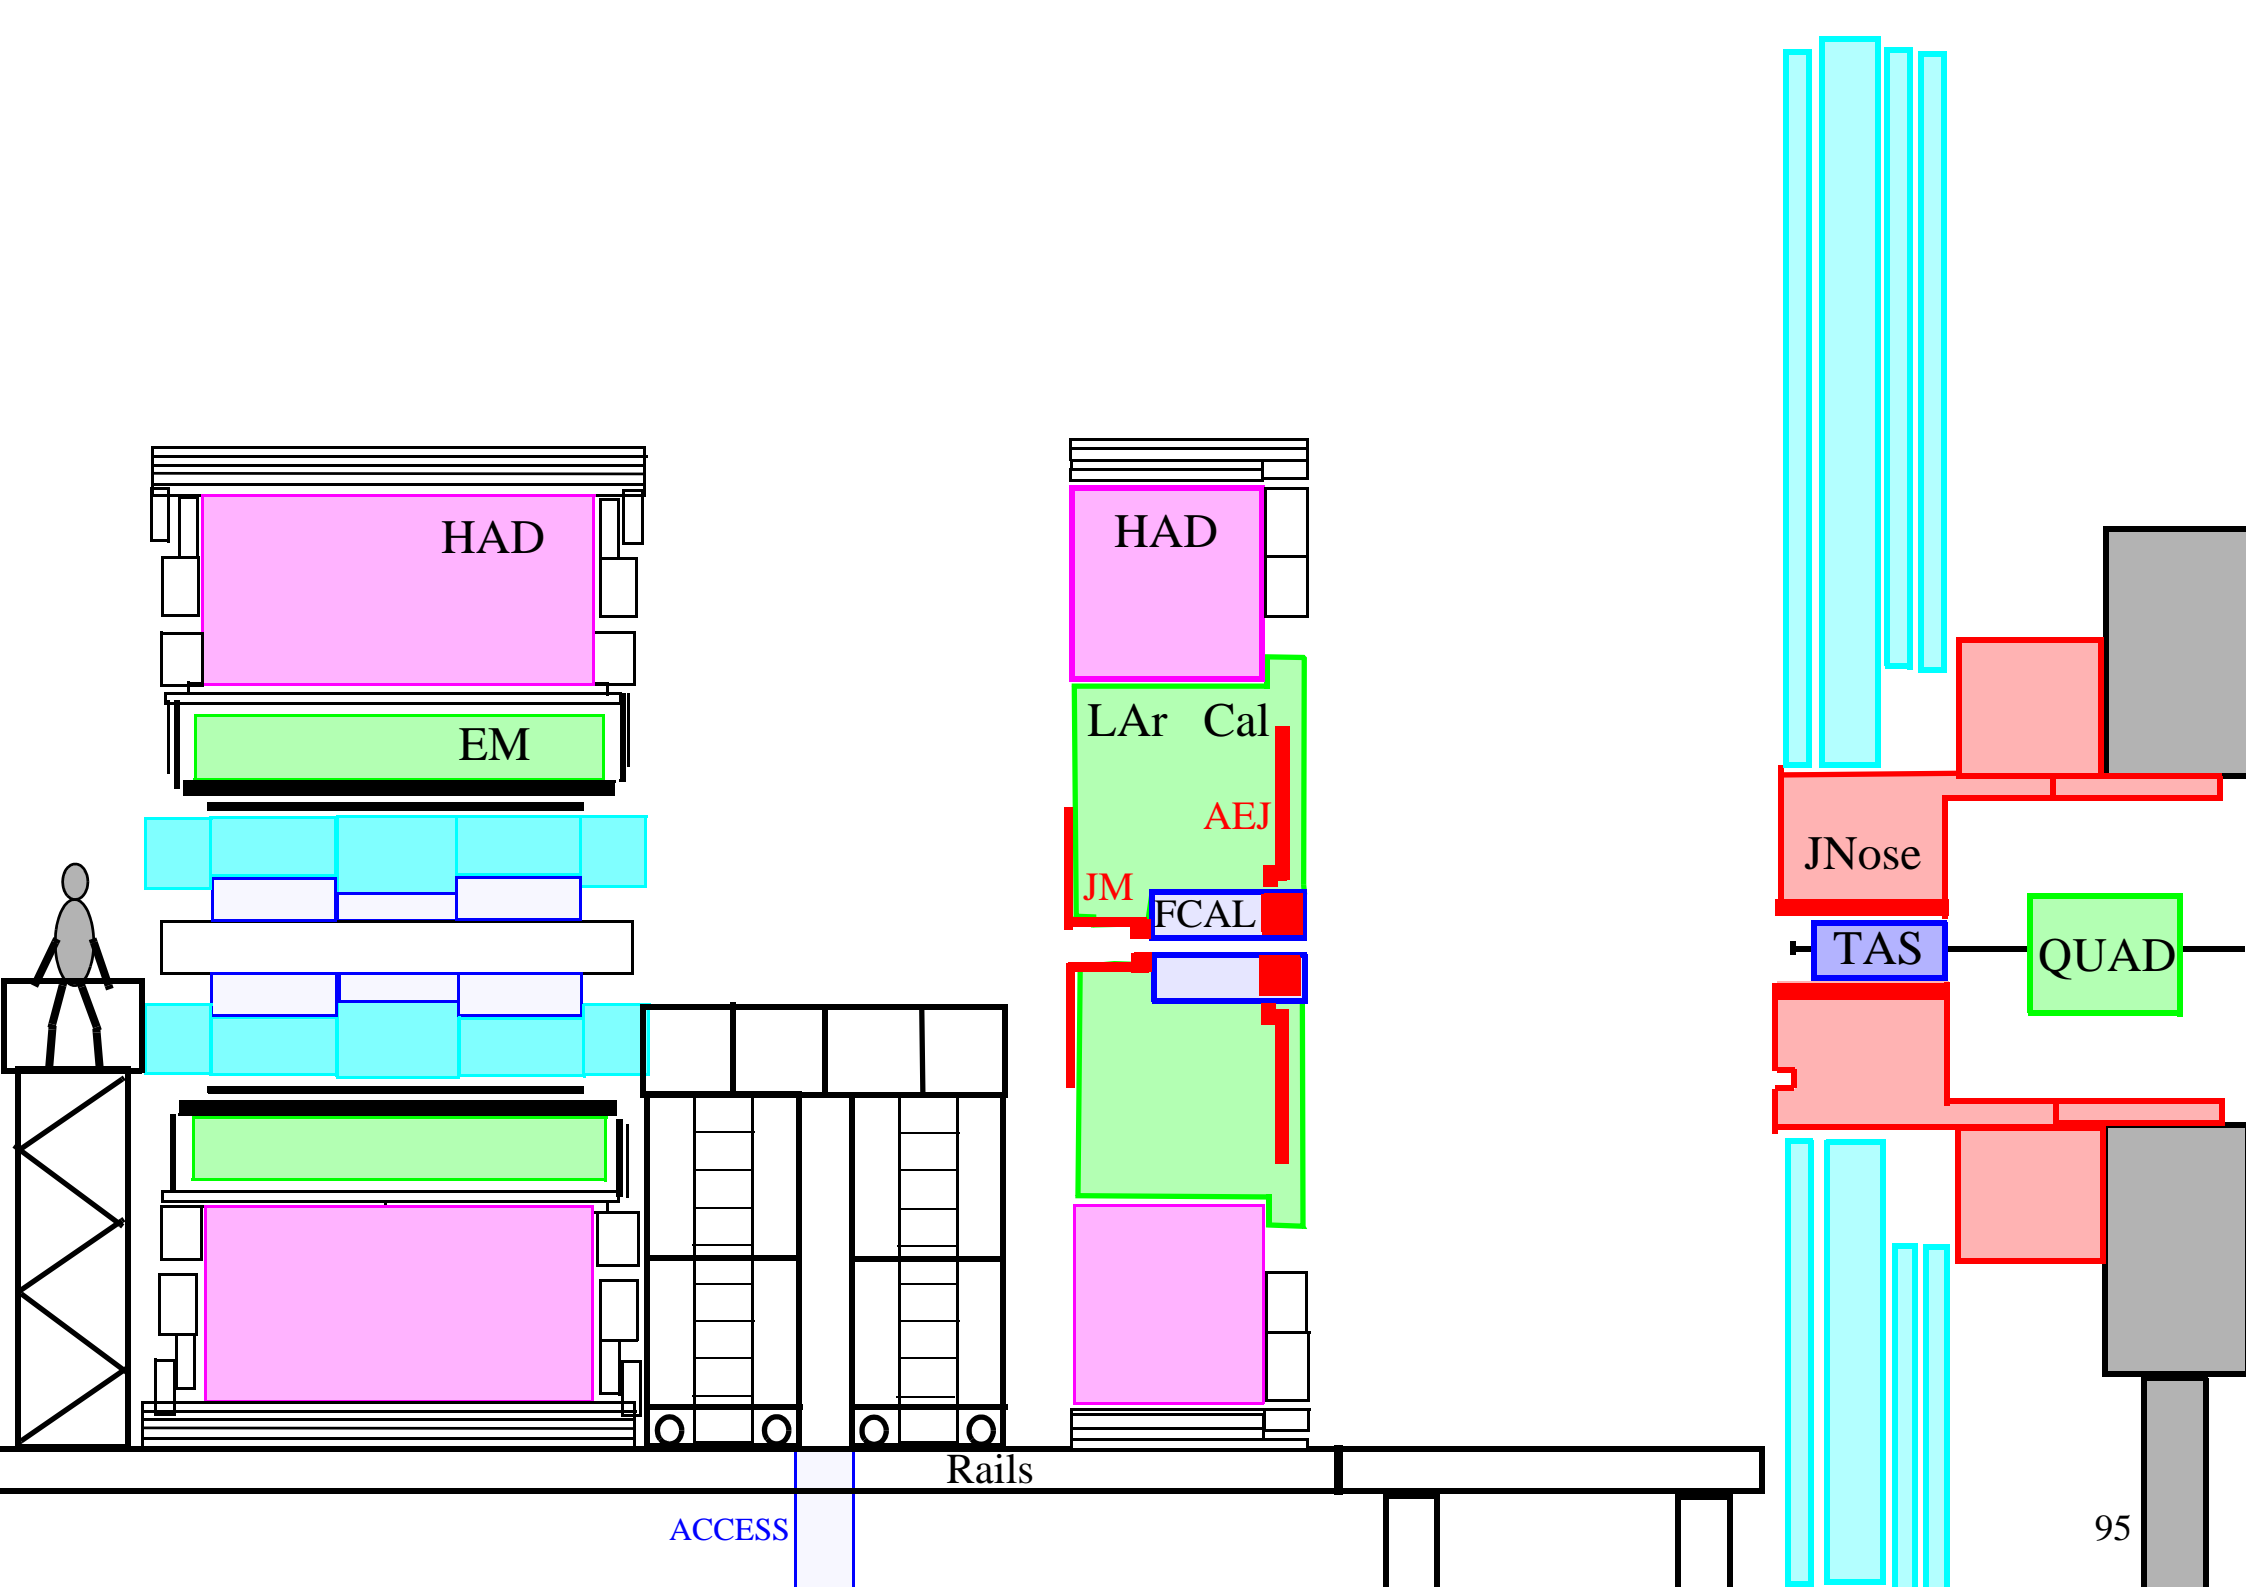 HAD
HAD
EM
LAr Cal
AEJ
JM
FCAL
JNose
TAS
QUAD
Rails
ACCESS
95